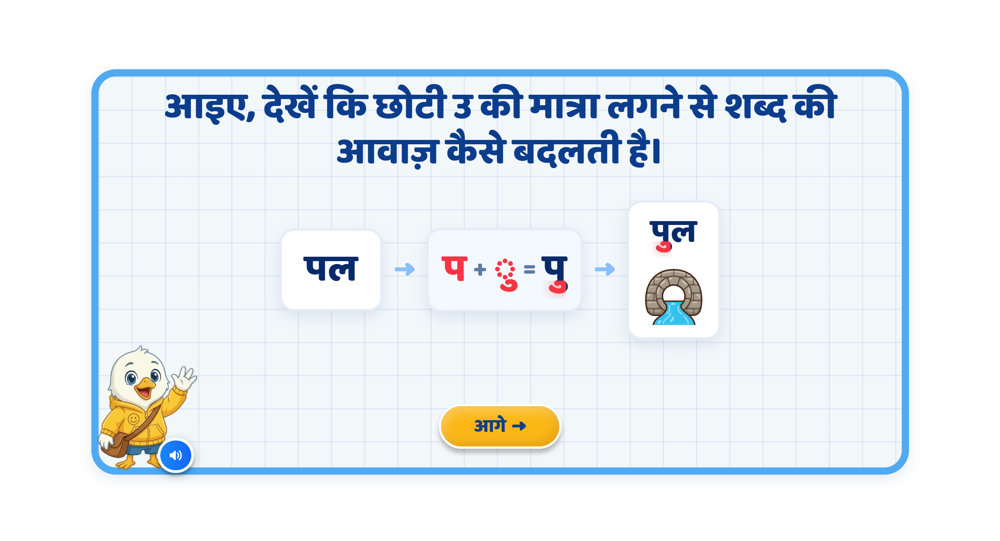 आइए, देखें कि छोटी उ की मात्रा लगने से शब्द की
आवाज़ कैसे बदलती है।
पल → प + ु = पु → पुल
आगे →